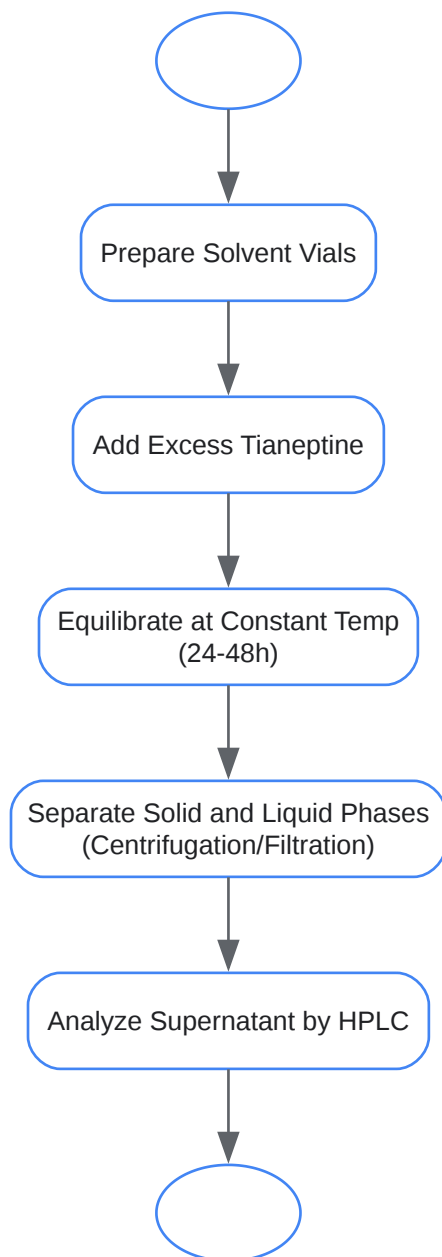 Prepare Solvent Vials
Add Excess Tianeptine
Equilibrate at Constant Temp
(24-48h)
Separate Solid and Liquid Phases
(Centrifugation/Filtration)
Analyze Supernatant by HPLC